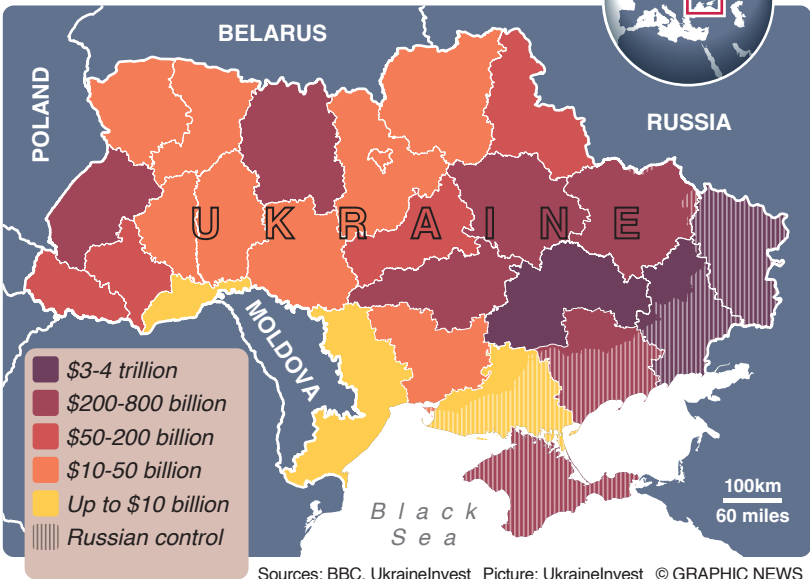 BELARUS
POLAND
RUSSIA
UKRAINE
MOLDOVA
$3-4 trillion
$200-800 billion
$50-200 billion
$10-50 billion
Up to $10 billion
Russian control
Black
Sea
100km
60 miles
Sources: BBC, UkraineInvest Picture: UkraineInvest © GRAPHIC NEWS